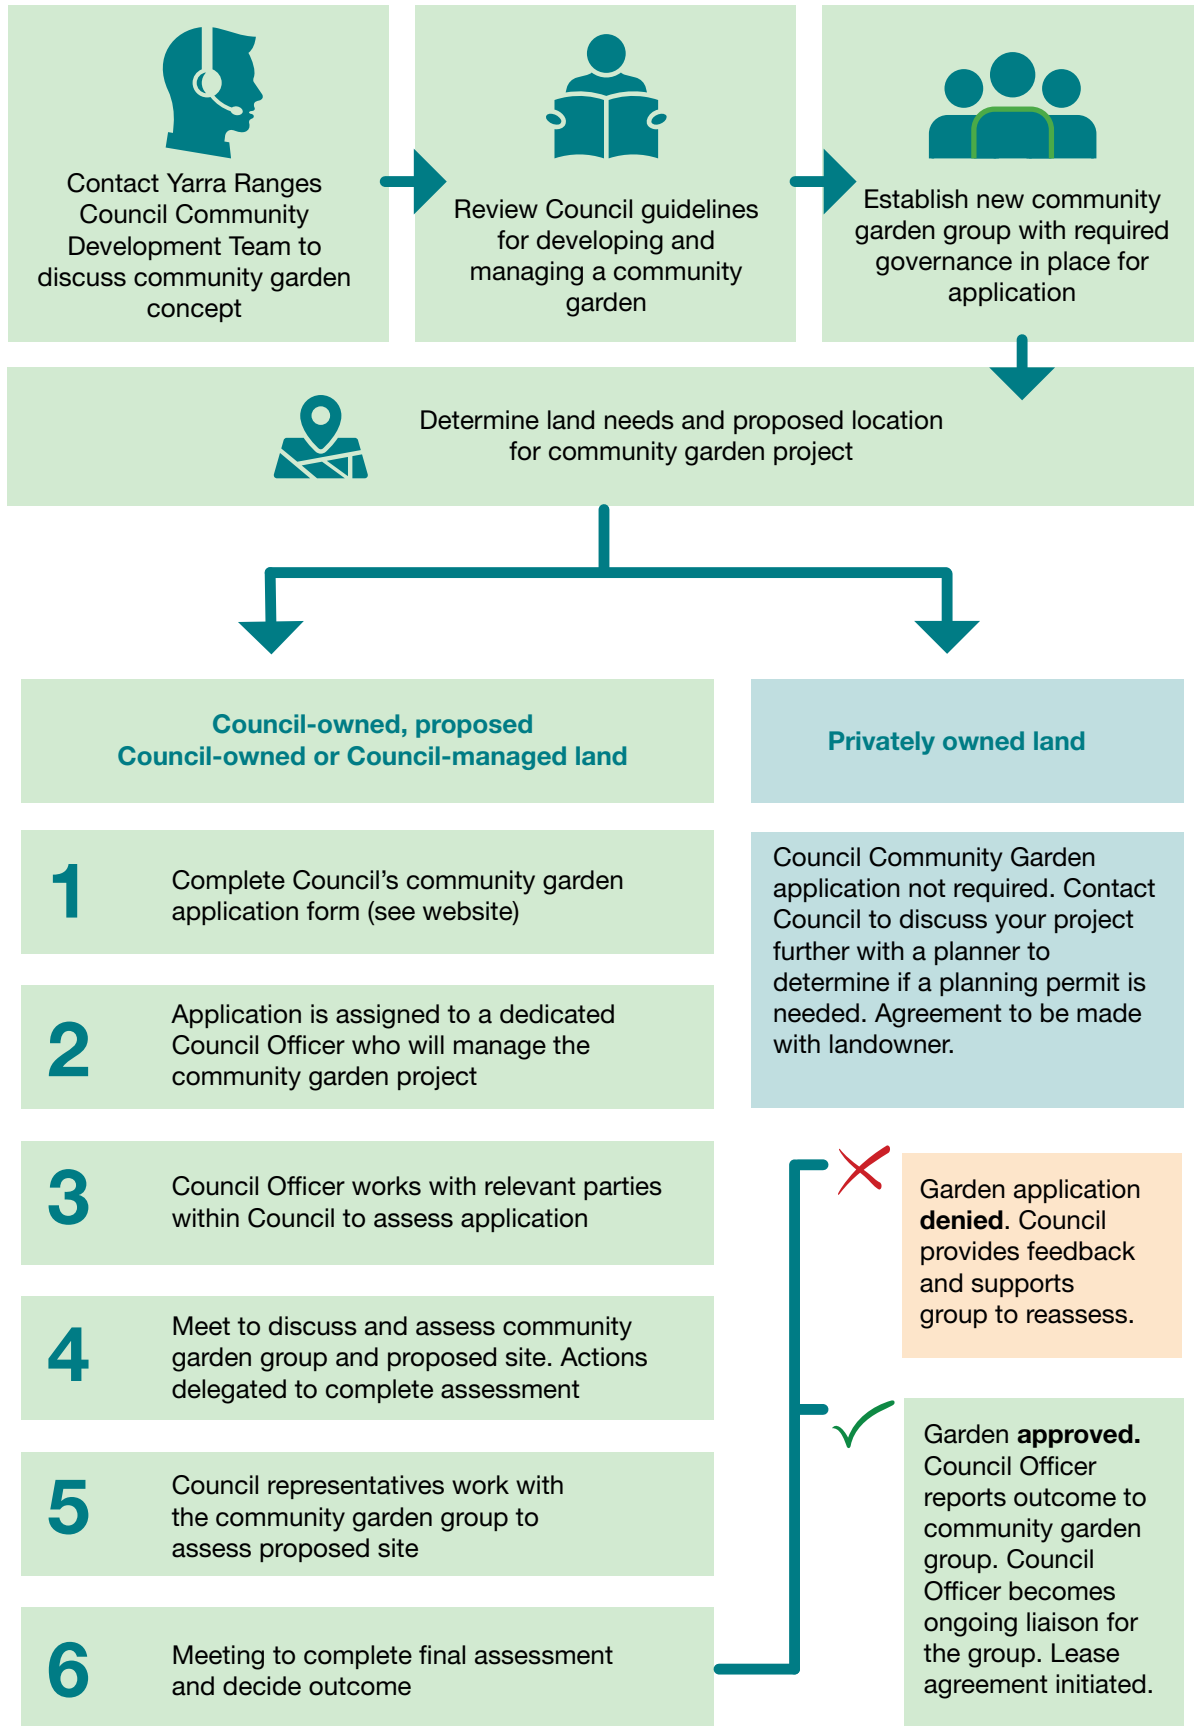 Contact Yarra Ranges
Council Community
Development Team to
discuss community garden
concept
Review Council guidelines
for developing and
managing a community
garden
Establish new community
garden group with required
governance in place for
application
Determine land needs and proposed location
for community garden project
Council-owned, proposed
Council-owned or Council-managed land
1
Complete Council's community garden
application form (see website)
2
Application is assigned to a dedicated
Council Officer who will manage the
community garden project
3
Council Officer works with relevant parties
within Council to assess application
4
Meet to discuss and assess community
garden group and proposed site. Actions
delegated to complete assessment
5
Council representatives work with
the community garden group to
assess proposed site
6
Meeting to complete final assessment
and decide outcome
Privately owned land
Council Community Garden
application not required. Contact
Council to discuss your project
further with a planner to
determine if a planning permit is
needed. Agreement to be made
with landowner.
Garden application
denied. Council
provides feedback
and supports
group to reassess.
Garden approved.
Council Officer
reports outcome to
community garden
group. Council
Officer becomes
ongoing liaison for
the group. Lease
agreement initiated.